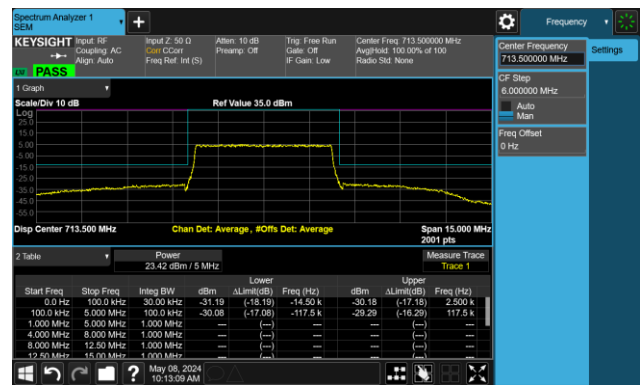 Spectrum Analyzer 1
SEM
Frequency
KEYSIGHT Input: RF
Coupling: AC
Align: Auto
Input Z: 50 Ω
Corr CCorr
Freq Ref: Int (S)
Atten: 10 dB
Preamp: Off
Trig: Free Run
Gate: Off
IF Gain: Low
Center Freq: 713.500000 MHz
Avg|Hold: 100.00% of 100
Radio Std: None
PASS
Center Frequency
713.500000 MHz
Settings
CF Step
6.000000 MHz
Auto
Man
Freq Offset
0 Hz
1 Graph
Scale/Div 10 dB Ref Value 35.0 dBm
Log
25.0
15.0
5.00
-5.00
-15.0
-25.0
-35.0
-45.0
-55.0
Disp Center 713.500 MHz Chan Det: Average , #Offs Det: Average Span 15.000 MHz
2001 pts
2 Table
Power
23.42 dBm / 5 MHz
Measure Trace
Trace 1
Lower Upper
Start Freq Stop Freq Integ BW dBm ΔLimit(dB) Freq (Hz) dBm ΔLimit(dB) Freq (Hz)
0.0 Hz 100.0 kHz 30.00 kHz -31.19 (-18.19) -14.50 k -30.18 (-17.18) 2.500 k
100.0 kHz 5.000 MHz 100.0 kHz -30.08 (-17.08) -117.5 k -29.29 (-16.29) 117.5 k
1.000 MHz 5.000 MHz 1.000 MHz --- (---) --- --- (---) ---
4.000 MHz 8.000 MHz 1.000 MHz --- (---) --- --- (---) ---
8.000 MHz 12.50 MHz 1.000 MHz --- (---) --- --- (---) ---
12.50 MHz 15.00 MHz 1.000 MHz --- (---) --- --- (---) ---
? May 08, 2024
10:13:09 AM